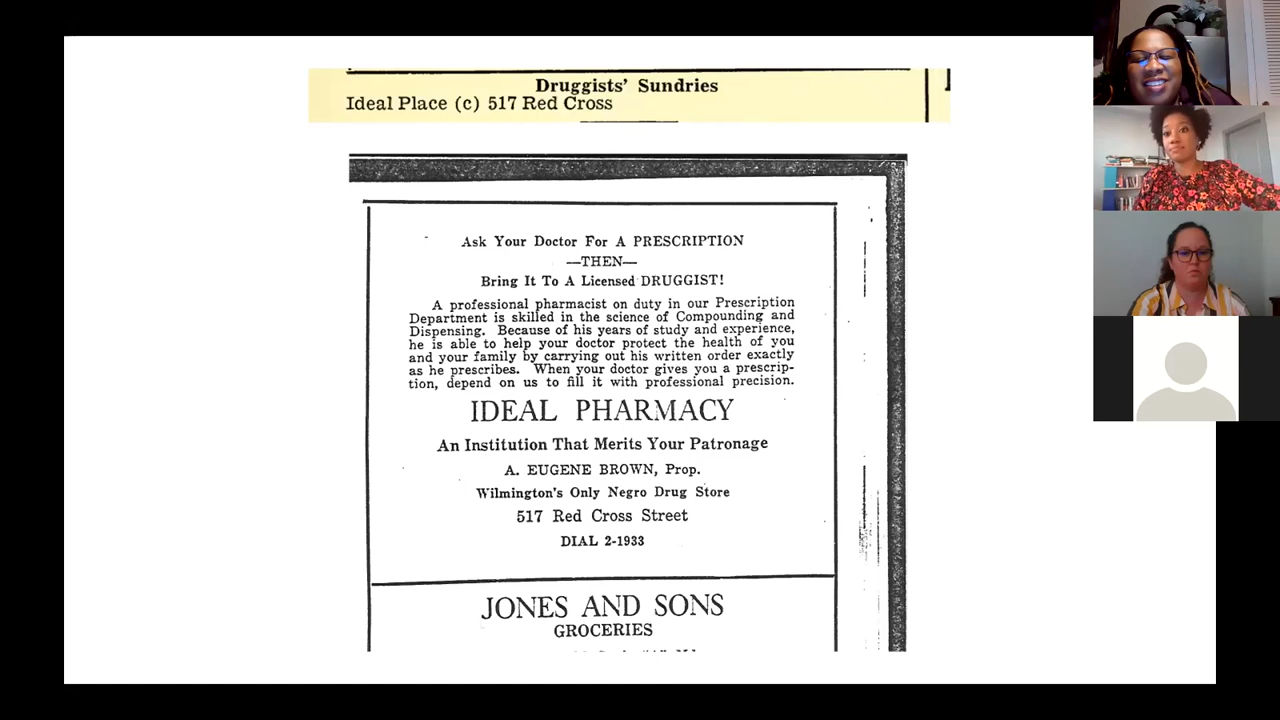 Druggists' Sundries
Ideal Place (c) 517 Red Cross
Ask Your Doctor For A PRESCRIPTION
—THEN—
Bring It To A Licensed DRUGGIST!
A professional pharmacist on duty in our Prescription
Department is skilled in the science of Compounding and
Dispensing. Because of his years of study and experience,
he is able to help your doctor protect the health of you
and your family by carrying out his written order exactly
as he prescribes. When your doctor gives you a prescrip-
tion, depend on us to fill it with professional precision.
IDEAL PHARMACY
An Institution That Merits Your Patronage
A. EUGENE BROWN, Prop.
Wilmington's Only Negro Drug Store
517 Red Cross Street
DIAL 2-1933
JONES AND SONS
GROCERIES